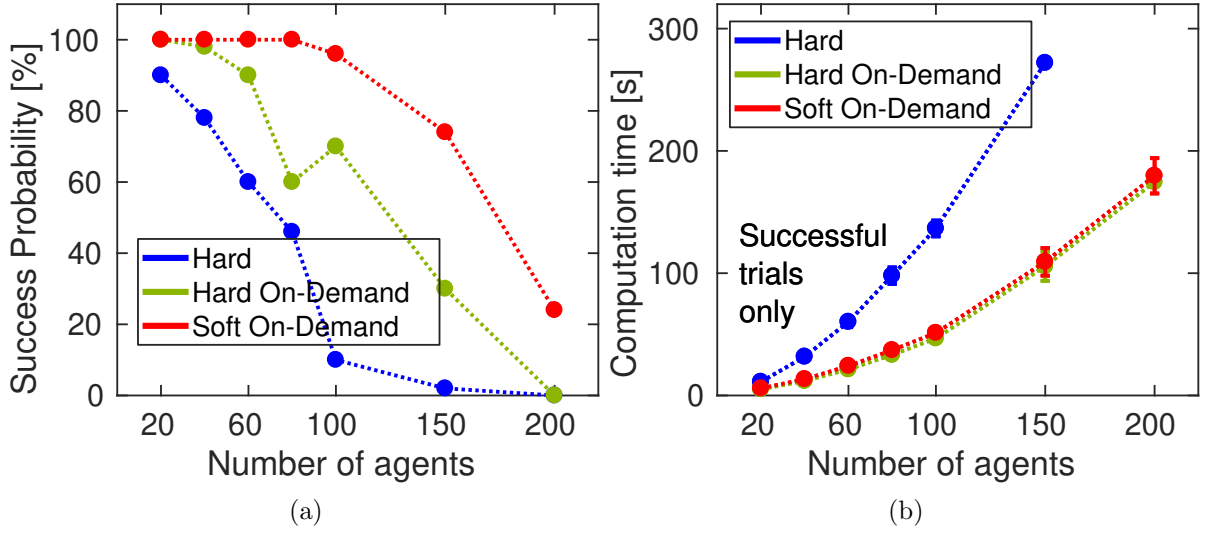 Success Probability [%]
100
80
60
40
20
0
Hard
Hard On-Demand
Soft On-Demand
20 60 100 150 200
Number of agents
(a)
Computation time [s]
300
200
100
0
Hard
Hard On-Demand
Soft On-Demand
Successful
trials
only
20 60 100 150 200
Number of agents
(b)